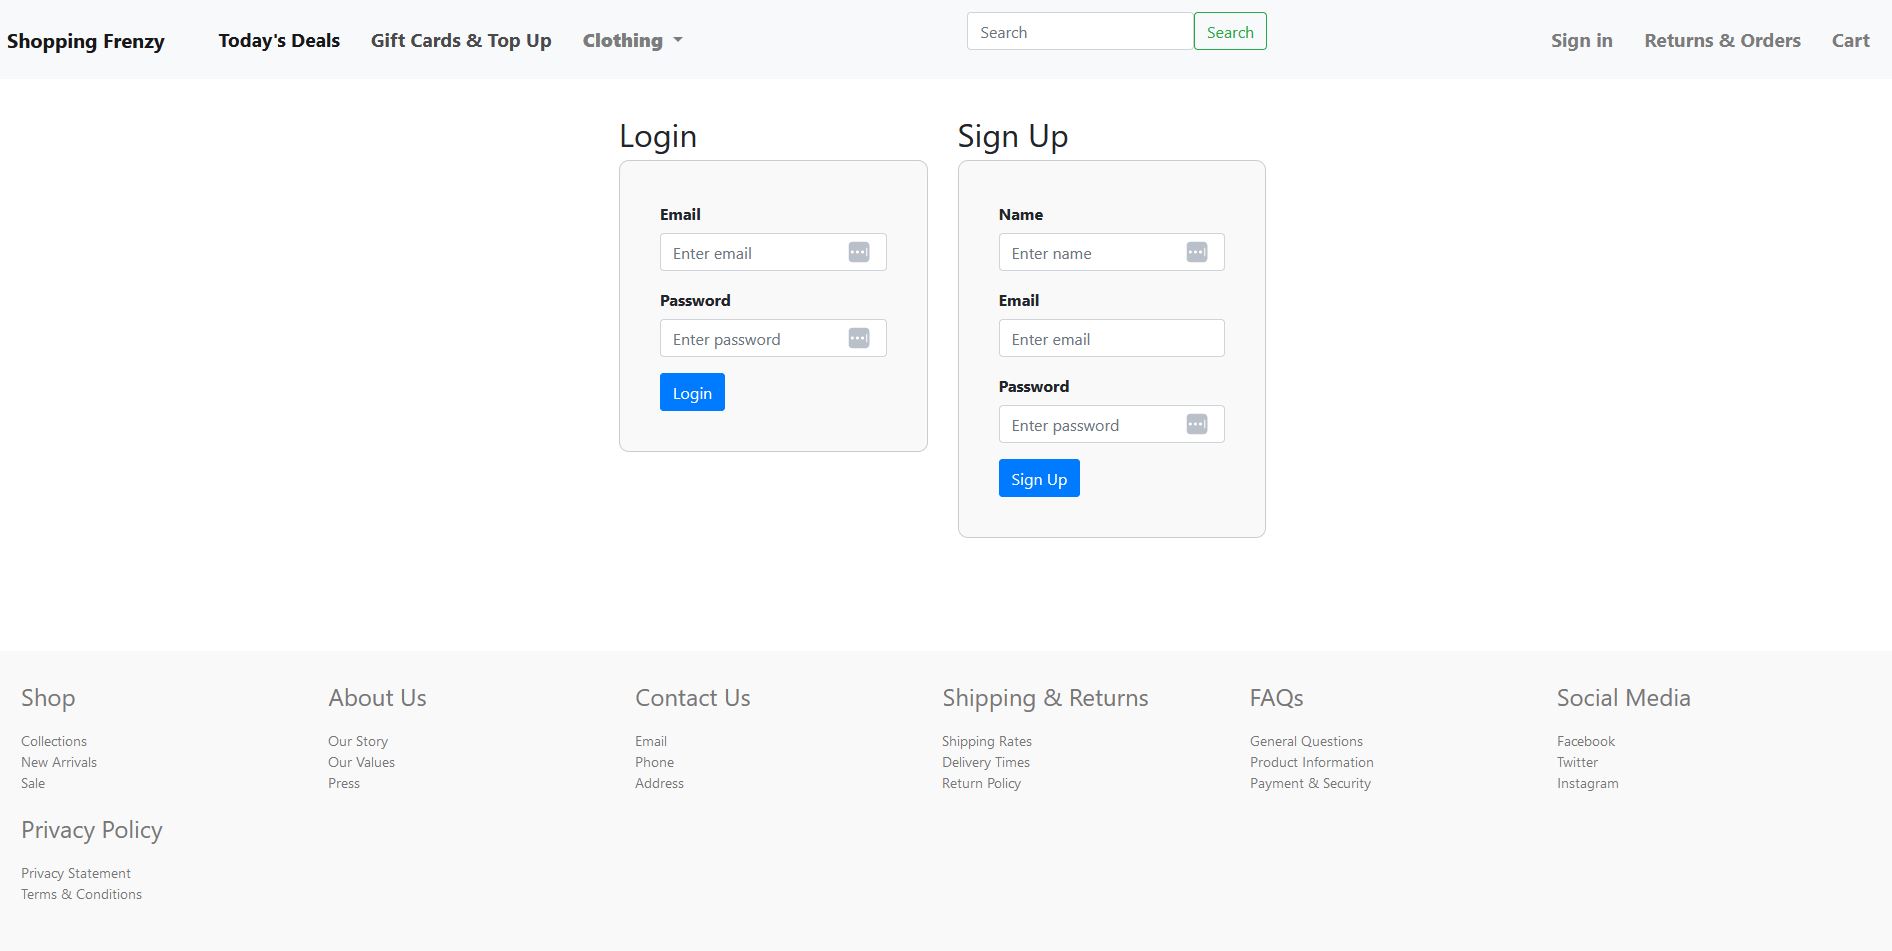 Shopping Frenzy
Today's Deals
Gift Cards & Top Up
Clothing
Search
Search
Sign in
Returns & Orders
Cart
Login
Email
Enter email
Password
Enter password
Login
Sign Up
Name
Enter name
Email
Enter email
Password
Enter password
Sign Up
Shop
Collections
New Arrivals
Sale
About Us
Our Story
Our Values
Press
Contact Us
Email
Phone
Address
Shipping & Returns
Shipping Rates
Delivery Times
Return Policy
FAQs
General Questions
Product Information
Payment & Security
Social Media
Facebook
Twitter
Instagram
Privacy Policy
Privacy Statement
Terms & Conditions